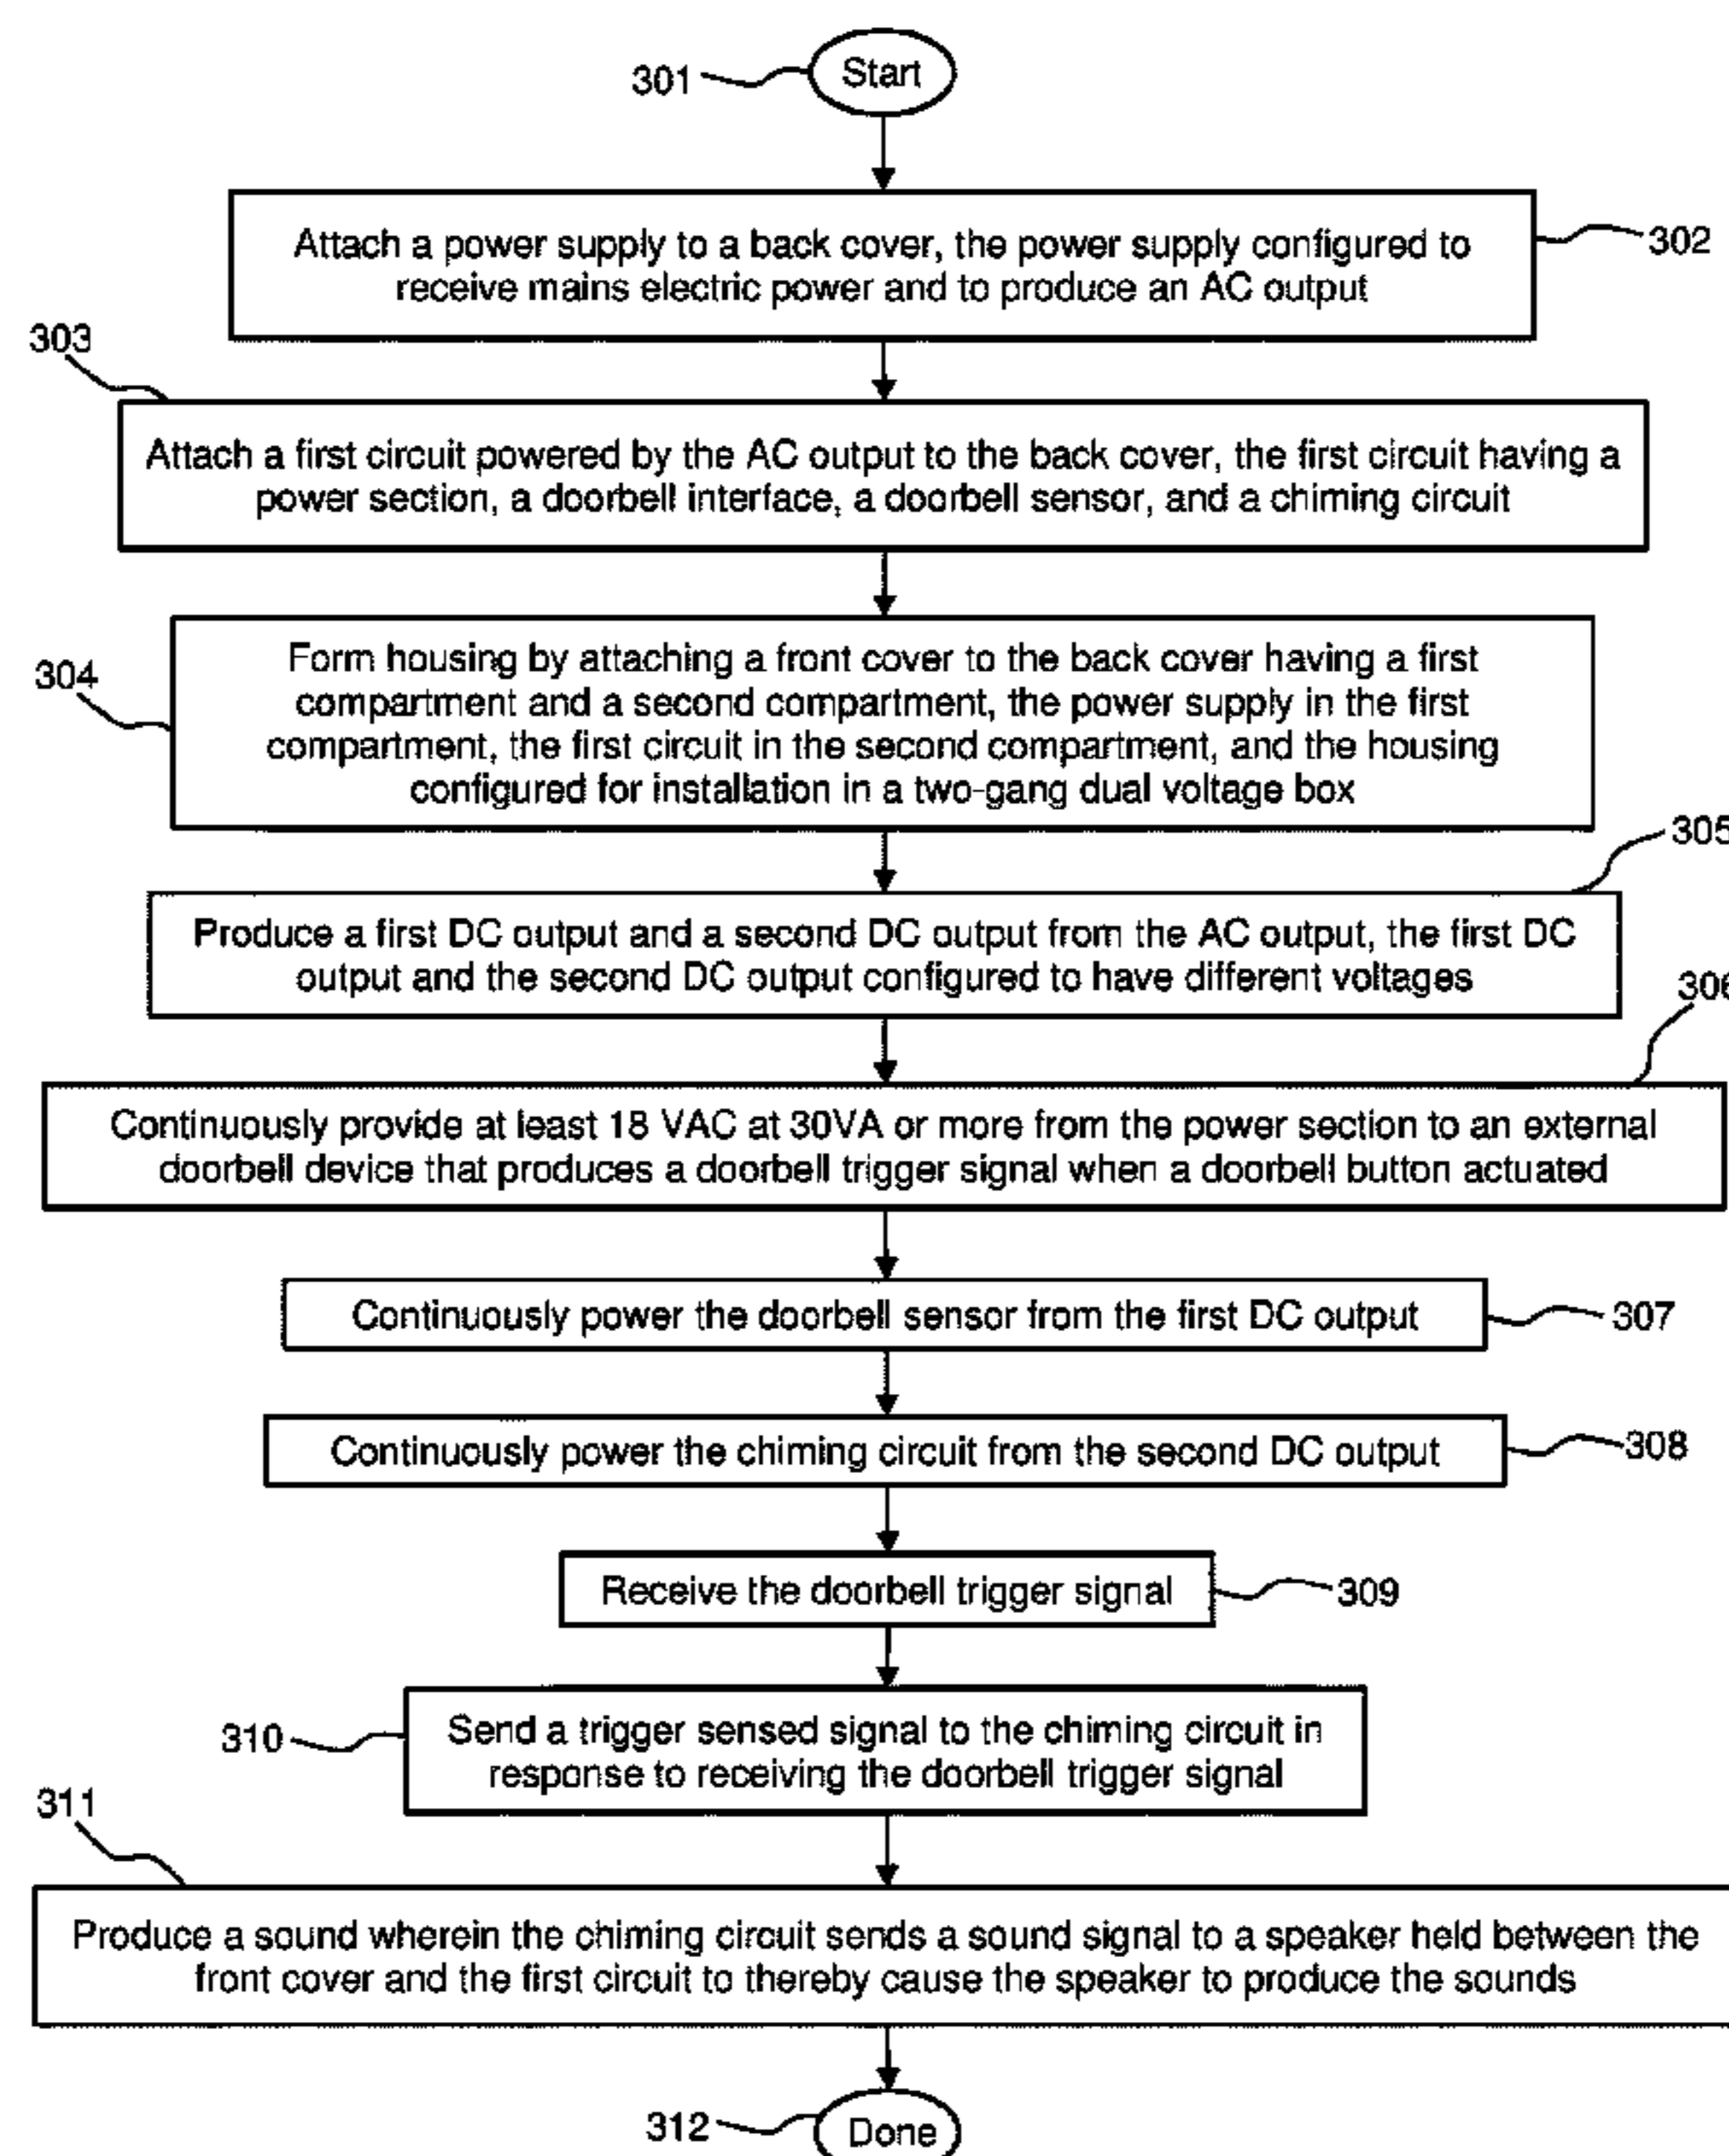 301
Start
Attach a power supply to a back cover, the power supply configured to
receive mains electric power and to produce an AC output
302
303
Attach a first circuit powered by the AC output to the back cover, the first circuit having a
power section, a doorbell interface, a doorbell sensor, and a chiming circuit
304
Form housing by attaching a front cover to the back cover having a first
compartment and a second compartment, the power supply in the first
compartment, the first circuit in the second compartment, and the housing
configured for installation in a two-gang dual voltage box
305
Produce a first DC output and a second DC output from the AC output, the first DC
output and the second DC output configured to have different voltages
306
Continuously provide at least 18 VAC at 30VA or more from the power section to an external
doorbell device that produces a doorbell trigger signal when a doorbell button actuated
Continuously power the doorbell sensor from the first DC output
307
Continuously power the chiming circuit from the second DC output
308
Receive the doorbell trigger signal
309
310
Send a trigger sensed signal to the chiming circuit in
response to receiving the doorbell trigger signal
311
Produce a sound wherein the chiming circuit sends a sound signal to a speaker held between the
front cover and the first circuit to thereby cause the speaker to produce the sounds
312
Done